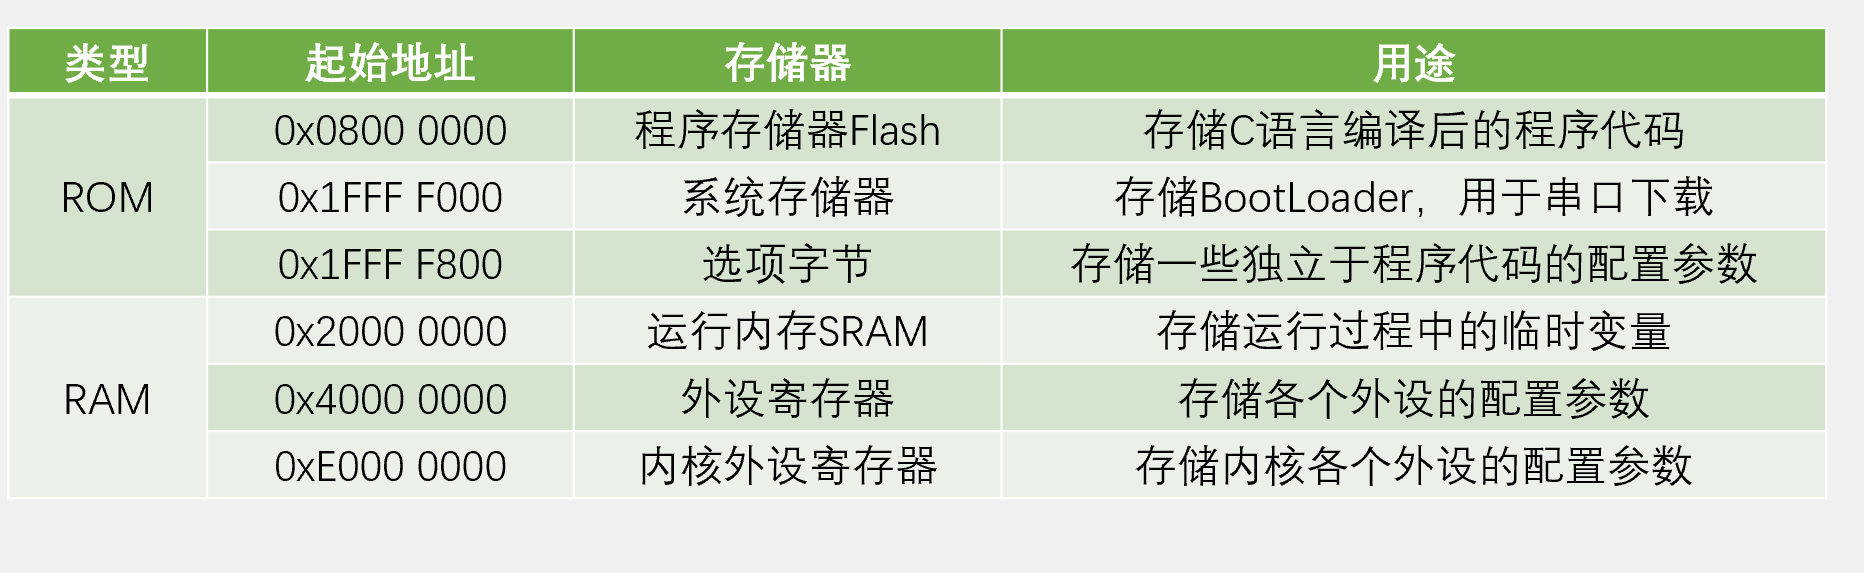 类型 起始地址 存储器 用途
ROM 0x0800 0000 程序存储器Flash 存储C语言编译后的程序代码
0x1FFF F000 系统存储器 存储BootLoader，用于串口下载
0x1FFF F800 选项字节 存储一些独立于程序代码的配置参数
RAM 0x2000 0000 运行内存SRAM 存储运行过程中的临时变量
0x4000 0000 外设寄存器 存储各个外设的配置参数
0xE000 0000 内核外设寄存器 存储内核各个外设的配置参数